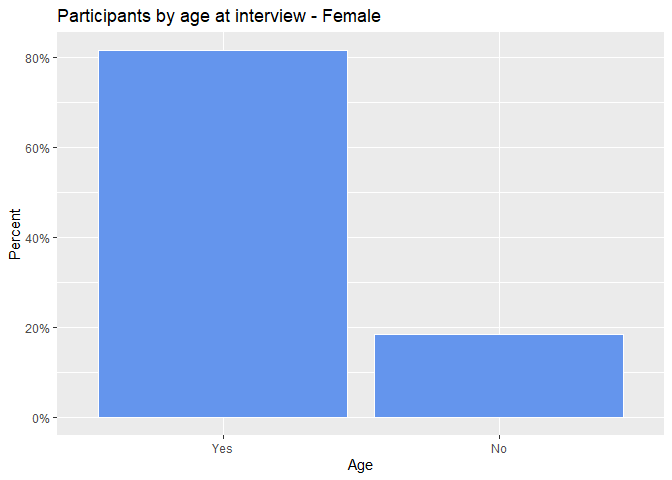 Participants by age at interview - Female
80%
60%
40%
20%
0%
Percent
Yes
No
Age